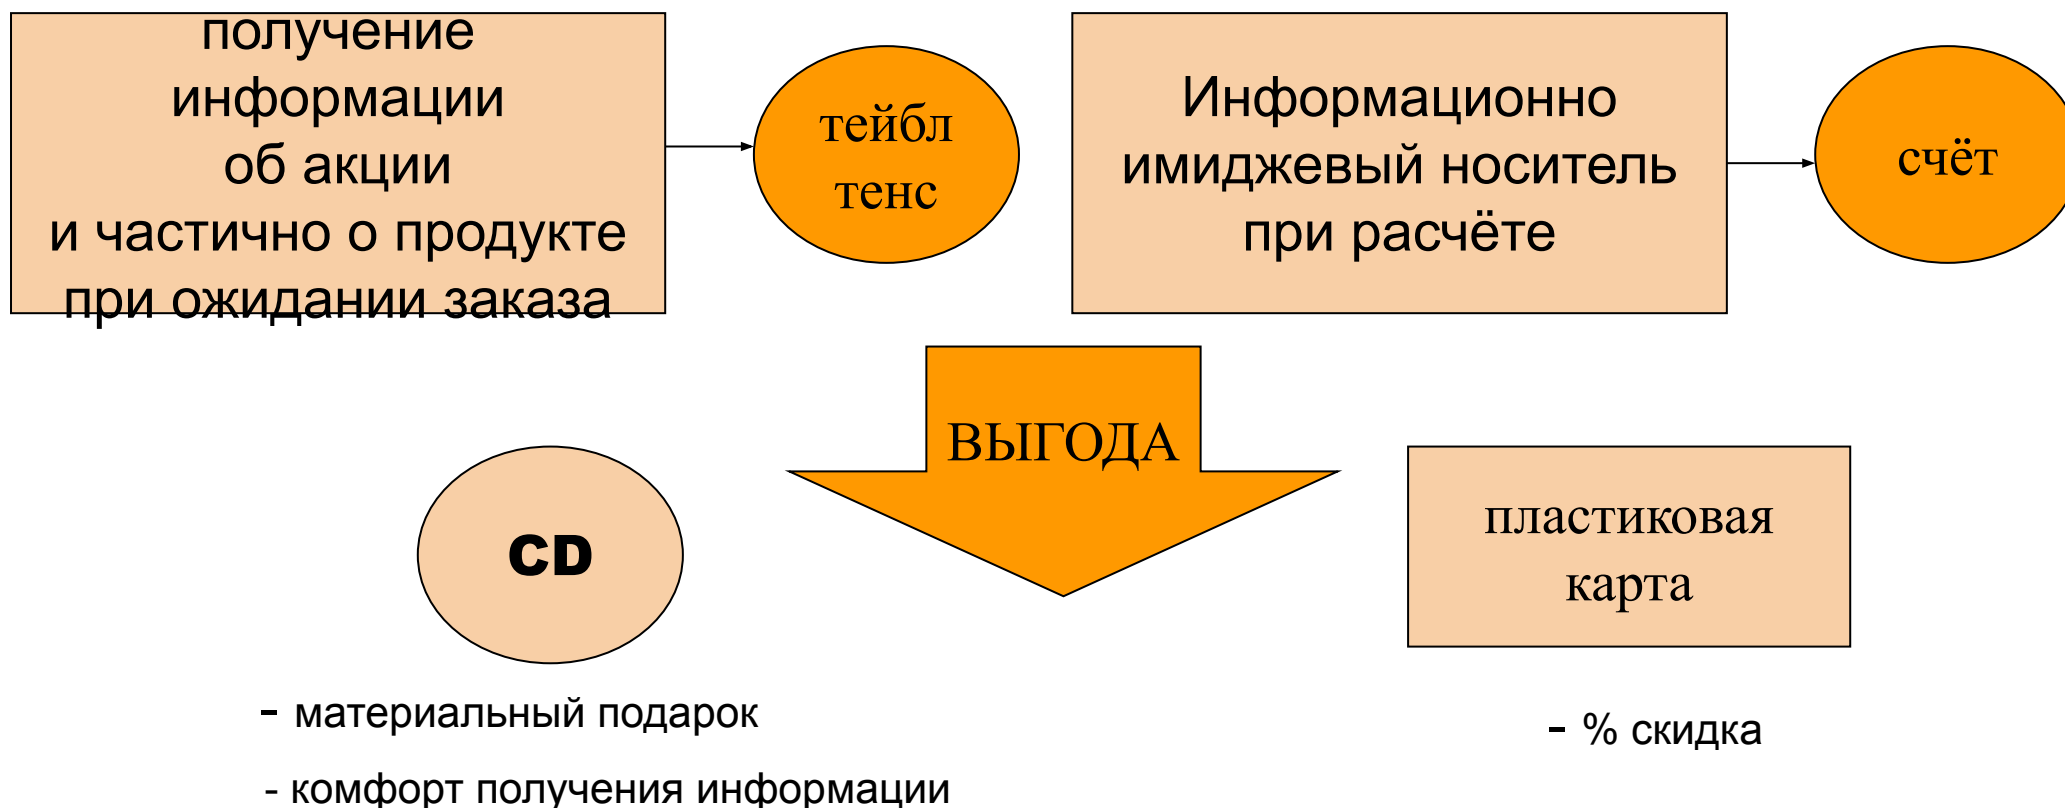 получение
информации
об акции
и частично о продукте
при ожидании заказа
тейбл
тенс
Информационно
имиджевый носитель
при расчёте
счёт
ВЫГОДА
CD
пластиковая
карта
- материальный подарок
- % скидка
- комфорт получения информации